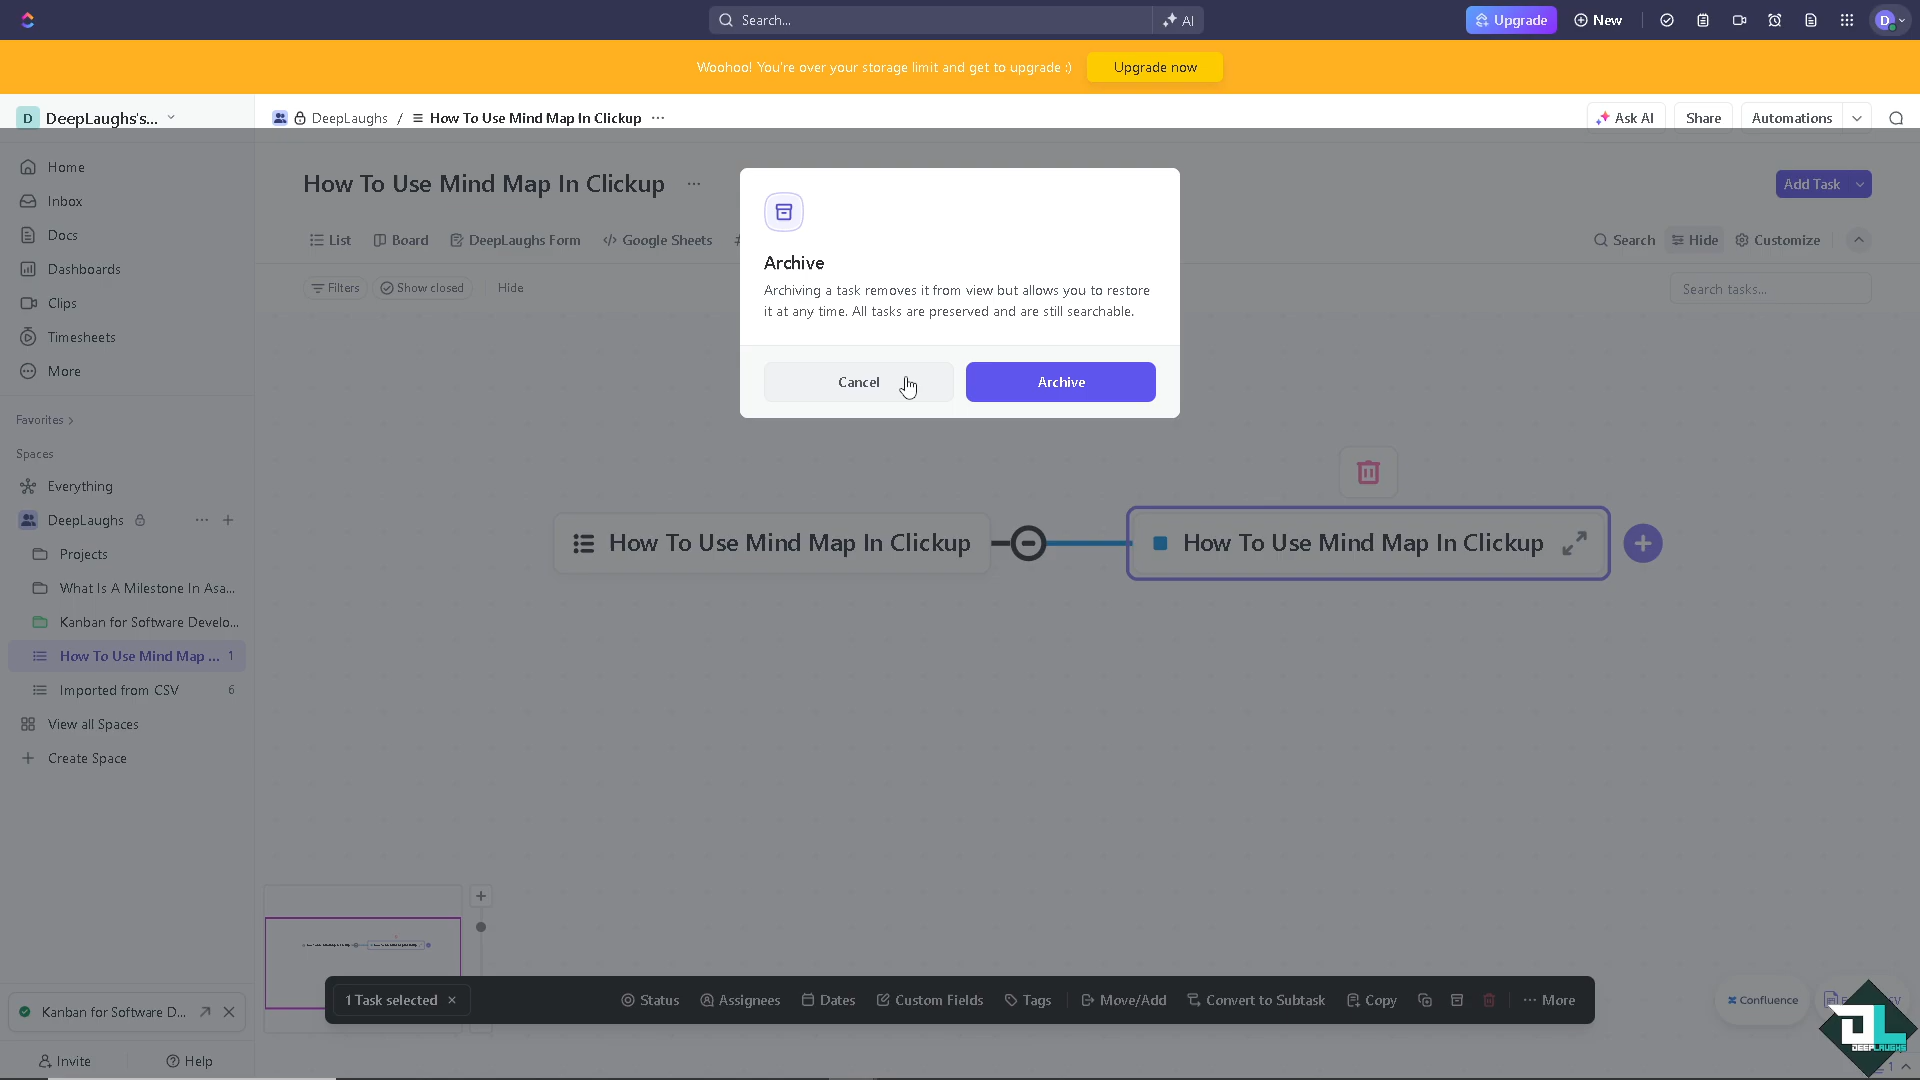 Search...
AI
Upgrade
New
D
Woohoo! You're over your storage limit and get to upgrade :)
Upgrade now
D
DeepLaughs's...
DeepLaughs / How To Use Mind Map In Clickup
Ask AI
Share
Automations
Home
Inbox
Docs
Dashboards
Clips
Timesheets
More
Favorites
Spaces
Everything
DeepLaughs
Projects
What Is A Milestone In Asa...
Kanban for Software Develo...
How To Use Mind Map ... 1
Imported from CSV 6
View all Spaces
Create Space
Kanban for Software D...
Invite
Help
How To Use Mind Map In Clickup
Add Task
List
Board
DeepLaughs Form
Google Sheets
Search
Hide
Customize
Filters
Show closed
Hide
Search tasks...
Archive
Archiving a task removes it from view but allows you to restore
it at any time. All tasks are preserved and are still searchable.
Cancel
Archive
How To Use Mind Map In Clickup
How To Use Mind Map In Clickup
1 Task selected
Status
Assignees
Dates
Custom Fields
Tags
Move/Add
Convert to Subtask
Copy
More
Confluence
DEEPLAUGHS
1